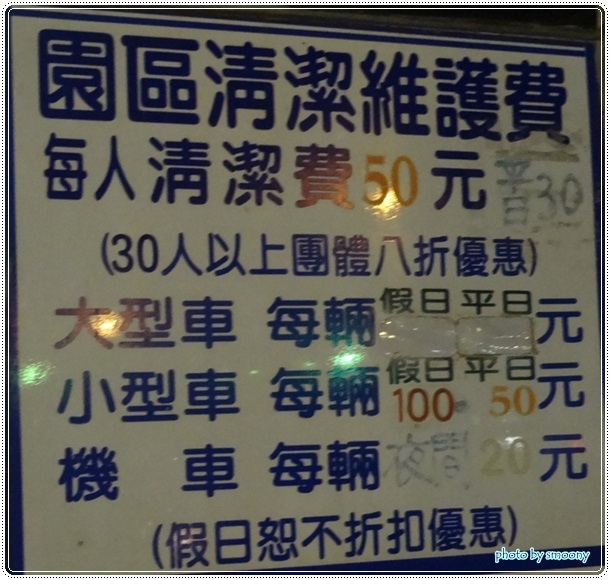 園區清潔維護費
每人清潔費50元 普30
(30人以上團體八折優惠)
大型車 每輛 假日 平日 元
小型車 每輛 假日 100 平日 50 元
機 車 每輛 夜間 20 元
(假日恕不折扣優惠)
photo by smoony